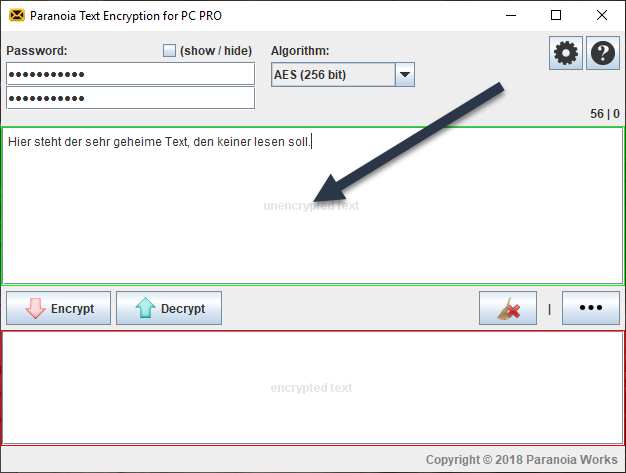 Paranoia Text Encryption for PC PRO
Password: (show / hide) Algorithm:
••••••••••• AES (256 bit)
•••••••••••
56 | 0
Hier steht der sehr geheime Text, den keiner lesen soll.
unencrypted text
Encrypt Decrypt | •••
encrypted text
Copyright © 2018 Paranoia Works